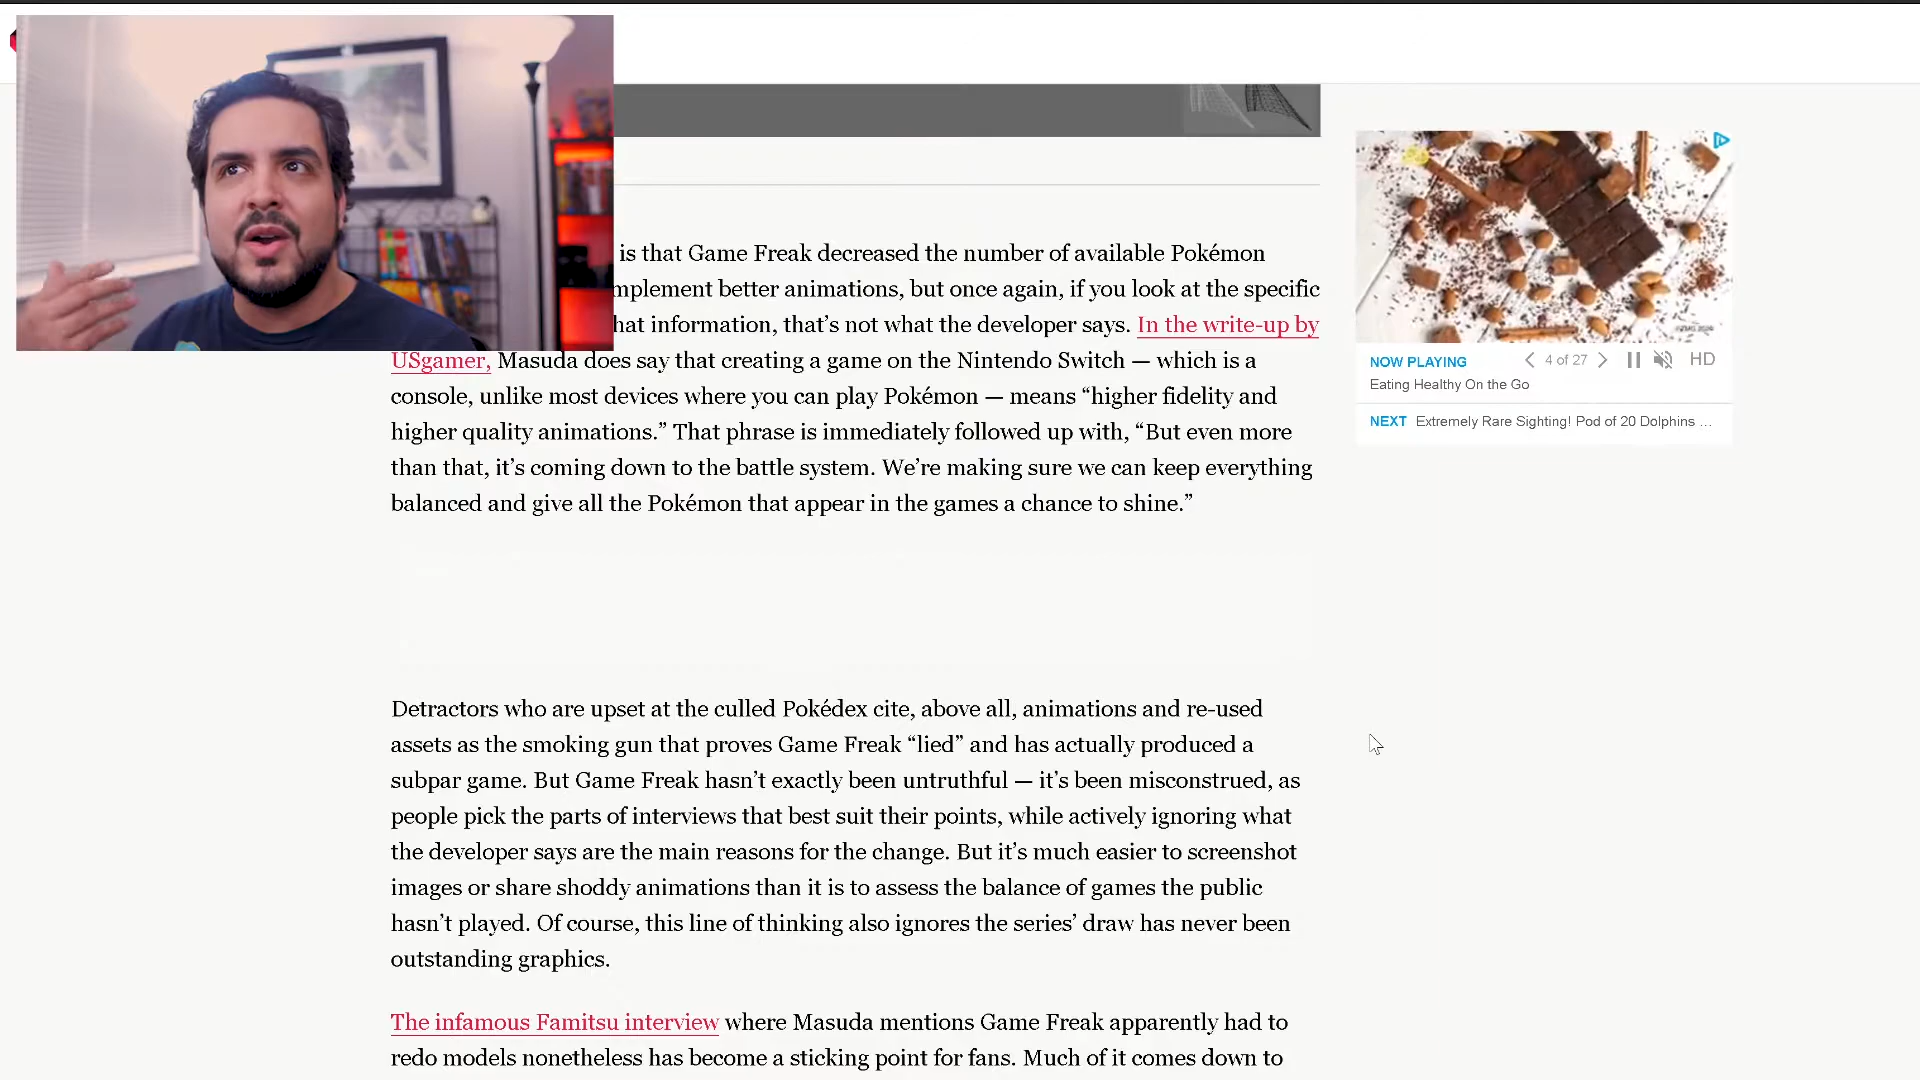 is that Game Freak decreased the number of available Pokémon
mplement better animations, but once again, if you look at the specific
hat information, that’s not what the developer says. In the write-up by
USgamer, Masuda does say that creating a game on the Nintendo Switch — which is a
console, unlike most devices where you can play Pokémon — means “higher fidelity and
higher quality animations.” That phrase is immediately followed up with, “But even more
than that, it’s coming down to the battle system. We’re making sure we can keep everything
balanced and give all the Pokémon that appear in the games a chance to shine.”
Detractors who are upset at the culled Pokédex cite, above all, animations and re-used
assets as the smoking gun that proves Game Freak “lied” and has actually produced a
subpar game. But Game Freak hasn’t exactly been untruthful — it’s been misconstrued, as
people pick the parts of interviews that best suit their points, while actively ignoring what
the developer says are the main reasons for the change. But it’s much easier to screenshot
images or share shoddy animations than it is to assess the balance of games the public
hasn’t played. Of course, this line of thinking also ignores the series’ draw has never been
outstanding graphics.
The infamous Famitsu interview where Masuda mentions Game Freak apparently had to
redo models nonetheless has become a sticking point for fans. Much of it comes down to
NOW PLAYING
4 of 27
HD
Eating Healthy On the Go
NEXT Extremely Rare Sighting! Pod of 20 Dolphins ...